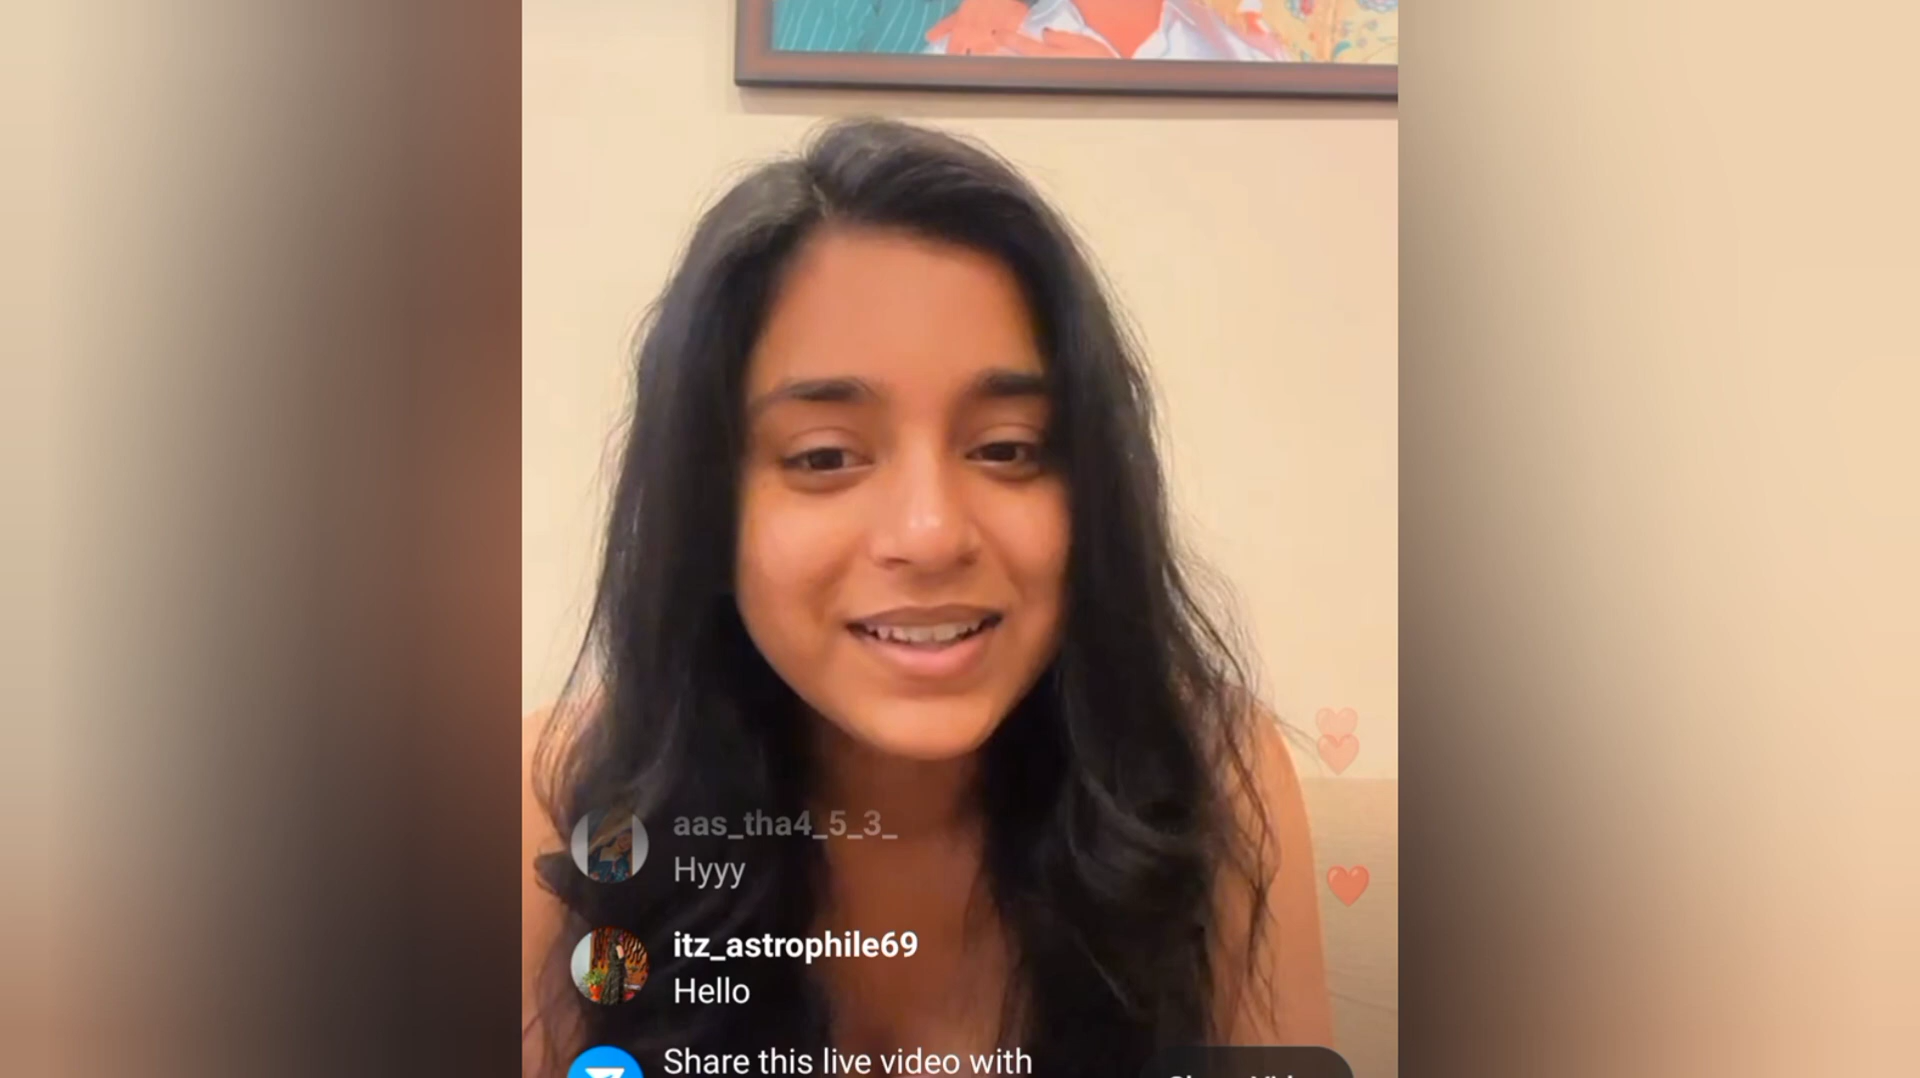 aas_tha4_5_3_
Hyyy
itz_astrophile69
Hello
Share this live video with